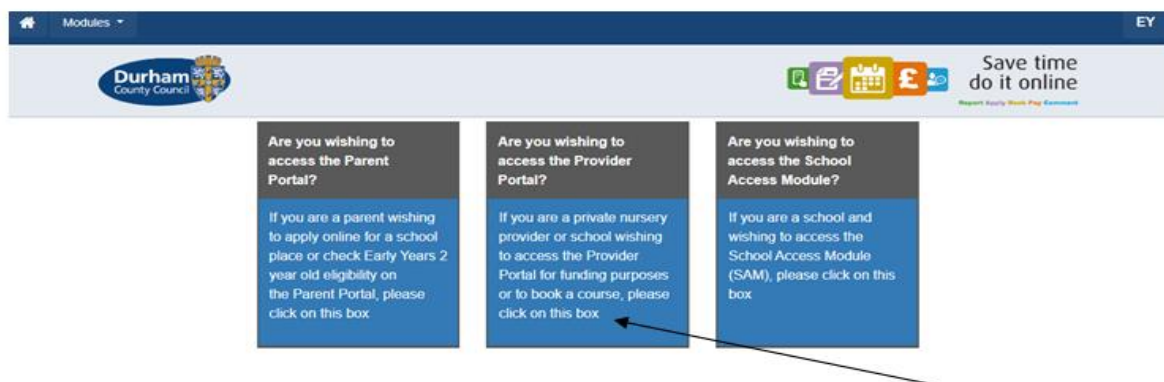 Modules
EY
Durham
County Council
Save time
do it online
Report Apply Book Pay Comment
Are you wishing to
access the Parent
Portal?
If you are a parent wishing
to apply online for a school
place or check Early Years 2
year old eligibility on
the Parent Portal, please
click on this box
Are you wishing to
access the Provider
Portal?
If you are a private nursery
provider or school wishing
to access the Provider
Portal for funding purposes
or to book a course, please
click on this box
Are you wishing to
access the School
Access Module?
If you are a school and
wishing to access the
School Access Module
(SAM), please click on this
box